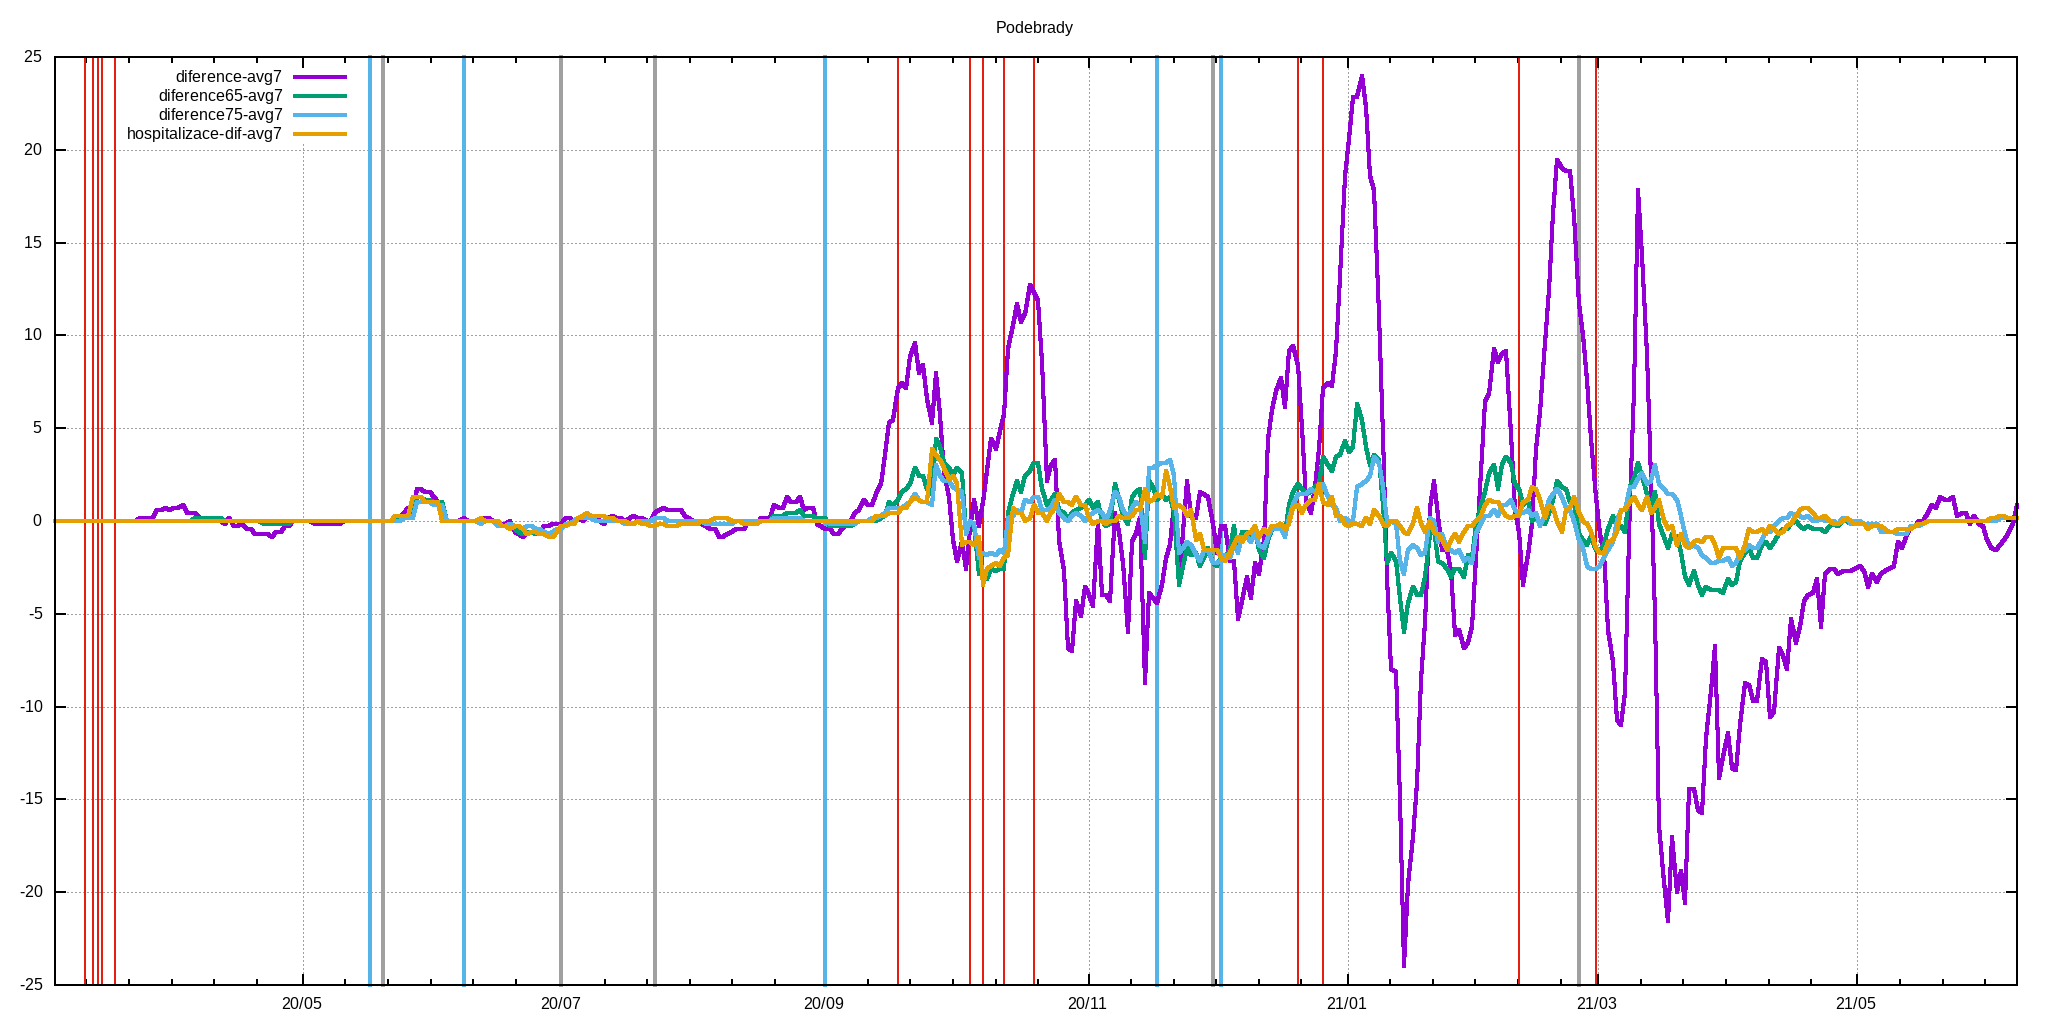 Podebrady
diference-avg7
diference65-avg7
diference75-avg7
hospitalizace-dif-avg7
25
20
15
10
5
0
-5
-10
-15
-20
-25
20/05 20/07 20/09 20/11 21/01 21/03 21/05